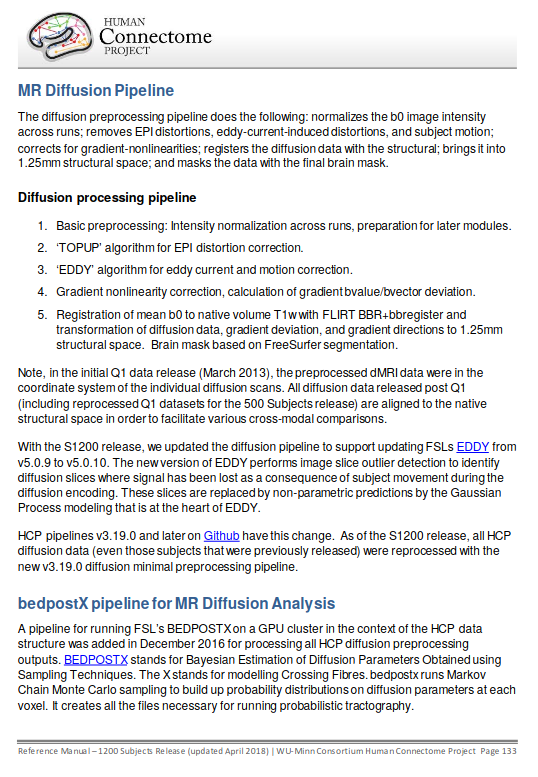 HUMAN
Connectome
PROJECT
MR Diffusion Pipeline
The diffusion preprocessing pipeline does the following: normalizes the b0 image intensity
across runs; removes EPI distortions, eddy-current-induced distortions, and subject motion;
corrects for gradient-nonlinearities; registers the diffusion data with the structural; brings it into
1.25mm structural space; and masks the data with the final brain mask.
Diffusion processing pipeline
1. Basic preprocessing: Intensity normalization across runs, preparation for later modules.
2. ‘TOPUP’ algorithm for EPI distortion correction.
3. ‘EDDY’ algorithm for eddy current and motion correction.
4. Gradient nonlinearity correction, calculation of gradient bvalue/bvector deviation.
5. Registration of mean b0 to native volume T1w with FLIRT BBR+bbregister and
transformation of diffusion data, gradient deviation, and gradient directions to 1.25mm
structural space. Brain mask based on FreeSurfer segmentation.
Note, in the initial Q1 data release (March 2013), the preprocessed dMRI data were in the
coordinate system of the individual diffusion scans. All diffusion data released post Q1
(including reprocessed Q1 datasets for the 500 Subjects release) are aligned to the native
structural space in order to facilitate various cross-modal comparisons.
With the S1200 release, we updated the diffusion pipeline to support updating FSLs EDDY from
v5.0.9 to v5.0.10. The new version of EDDY performs image slice outlier detection to identify
diffusion slices where signal has been lost as a consequence of subject movement during the
diffusion encoding. These slices are replaced by non-parametric predictions by the Gaussian
Process modeling that is at the heart of EDDY.
HCP pipelines v3.19.0 and later on Github have this change. As of the S1200 release, all HCP
diffusion data (even those subjects that were previously released) were reprocessed with the
new v3.19.0 diffusion minimal preprocessing pipeline.
bedpostX pipeline for MR Diffusion Analysis
A pipeline for running FSL’s BEDPOSTX on a GPU cluster in the context of the HCP data
structure was added in December 2016 for processing all HCP diffusion preprocessing
outputs. BEDPOSTX stands for Bayesian Estimation of Diffusion Parameters Obtained using
Sampling Techniques. The X stands for modelling Crossing Fibres. bedpostx runs Markov
Chain Monte Carlo sampling to build up probability distributions on diffusion parameters at each
voxel. It creates all the files necessary for running probabilistic tractography.
Reference Manual – 1200 Subjects Release (updated April 2018) | WU-Minn Consortium Human Connectome Project Page 133